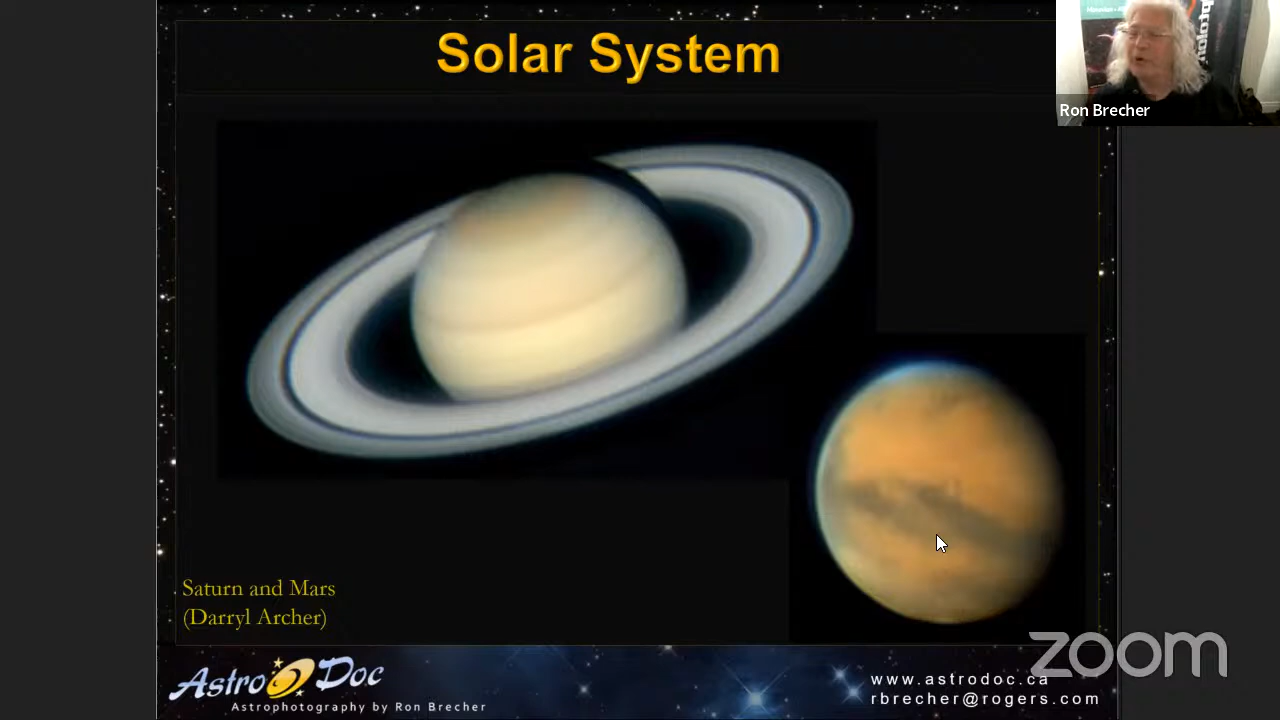 Solar System
Ron Brecher
Saturn and Mars
(Darryl Archer)
Astro Doc
Astrophotography by Ron Brecher
www.astrodoc.ca
rbrecher@rogers.com
zoom